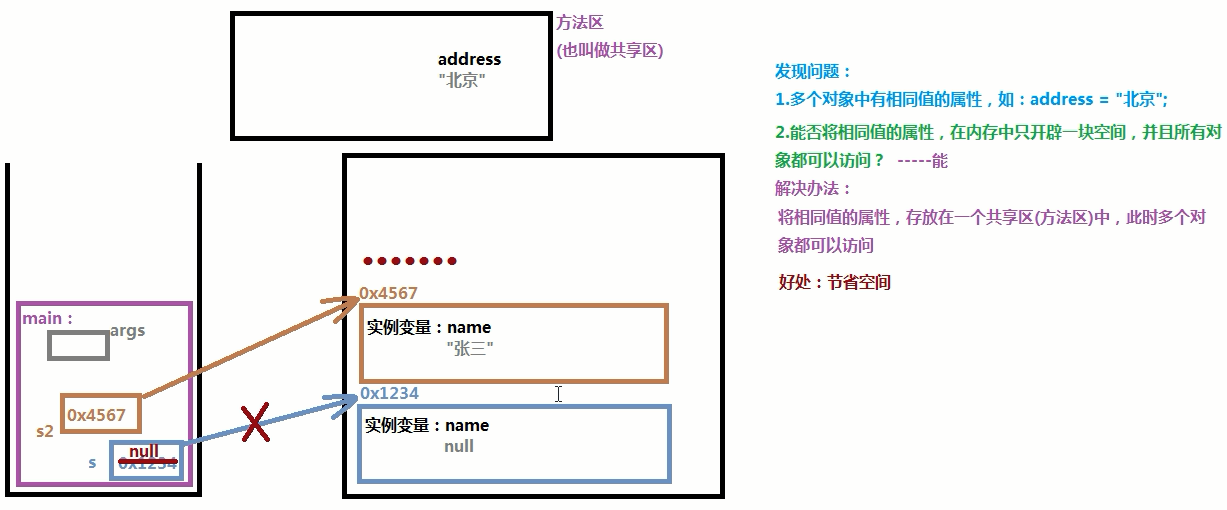 方法区
(也叫做共享区)
address
"北京"
发现问题：
1.多个对象中有相同值的属性，如：address = "北京";
2.能否将相同值的属性，在内存中只开辟一块空间，并且所有对
象都可以访问？ -----能
解决办法：
将相同值的属性，存放在一个共享区(方法区)中，此时多个对
象都可以访问
好处：节省空间
main：
args
0x4567
s2
null
0x1234
s
0x4567
实例变量：name
"张三"
0x1234
实例变量：name
null